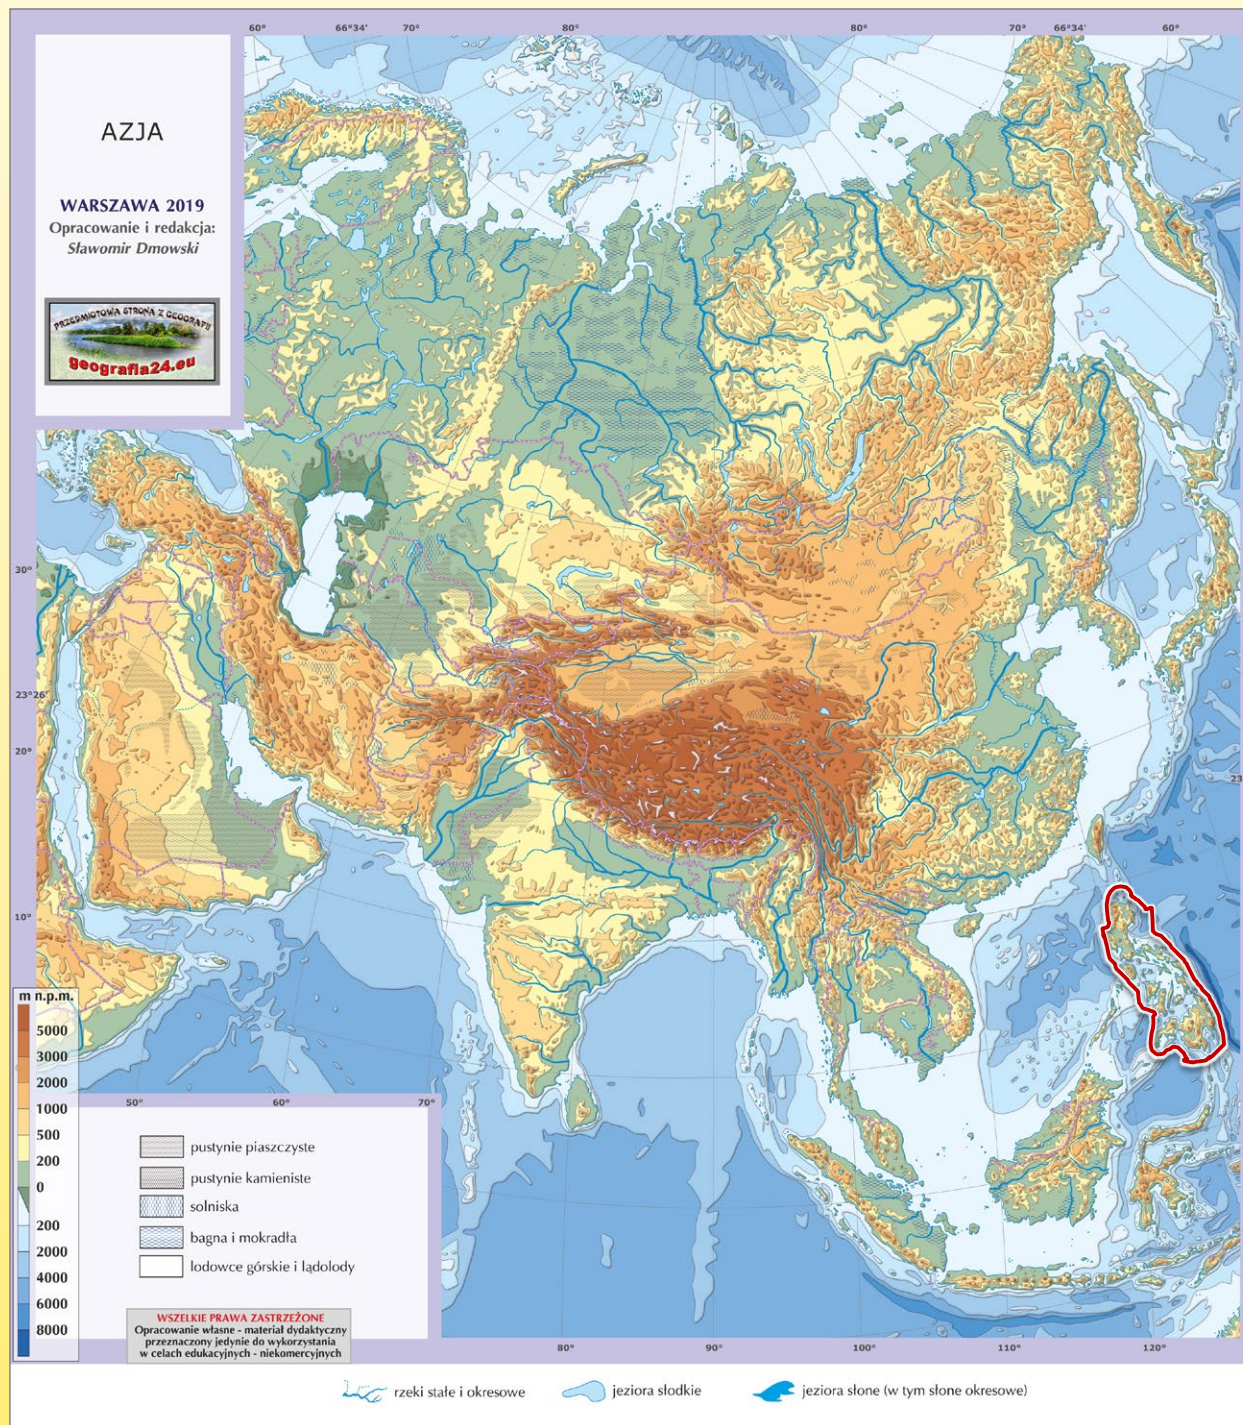 60° 66°34' 70° 80° 80° 70° 66°34' 60°
AZJA
WARSZAWA 2019
Opracowanie i redakcja:
Sławomir Dmowski
PRZEDMIOTOWA STRONA Z GEOGRAFII
geografia24.eu
30°
23°26'
20°
23
10°
m n.p.m.
5000
3000
2000
1000
500
200
0
200
2000
4000
6000
8000
50° 60° 70°
pustynie piaszczyste
pustynie kamieniste
solniska
bagna i mokradła
lodowce górskie i lądolody
WSZELKIE PRAWA ZASTRZEŻONE
Opracowanie własne - materiał dydaktyczny
przeznaczony jedynie do wykorzystania
w celach edukacyjnych - niekomercyjnych
80° 90° 100° 110° 120°
rzeki stałe i okresowe jeziora słodkie jeziora słone (w tym słone okresowe)